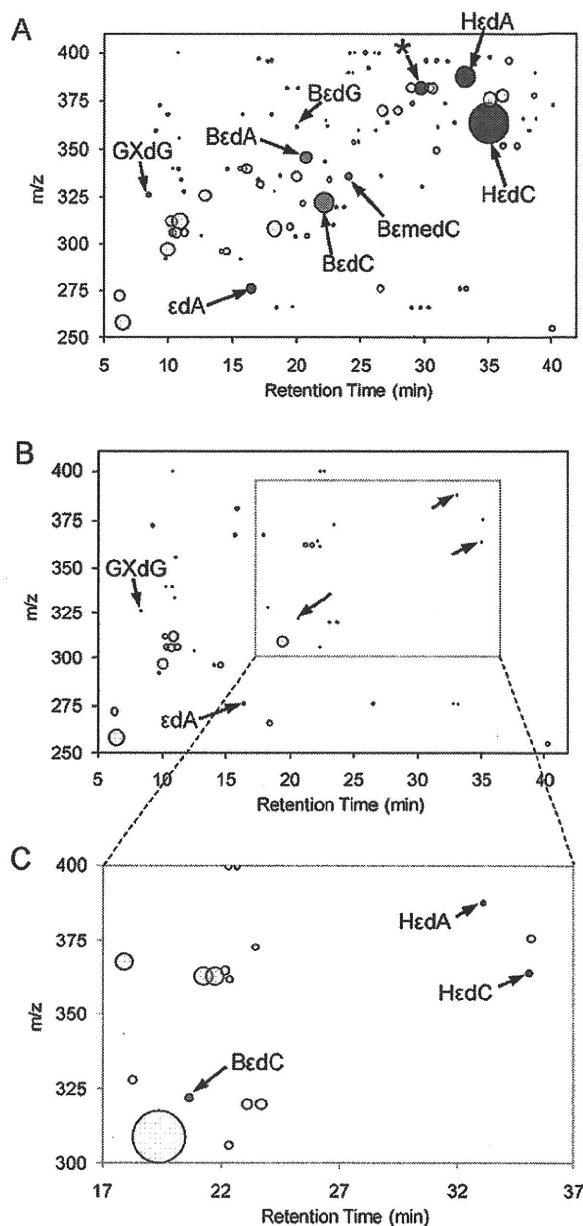 A
400
375
350
325
300
275
250
m/z
5
10
15
20
25
30
35
40
Retention Time (min)
*
HεdA
BεdG
BεdA
GXdG
HεdC
BεmedC
BεdC
εdA
B
400
375
350
325
300
275
250
m/z
5
10
15
20
25
30
35
40
Retention Time (min)
GXdG
εdA
C
400
375
350
325
300
m/z
17
22
27
32
37
Retention Time (min)
HεdA
HεdC
BεdC